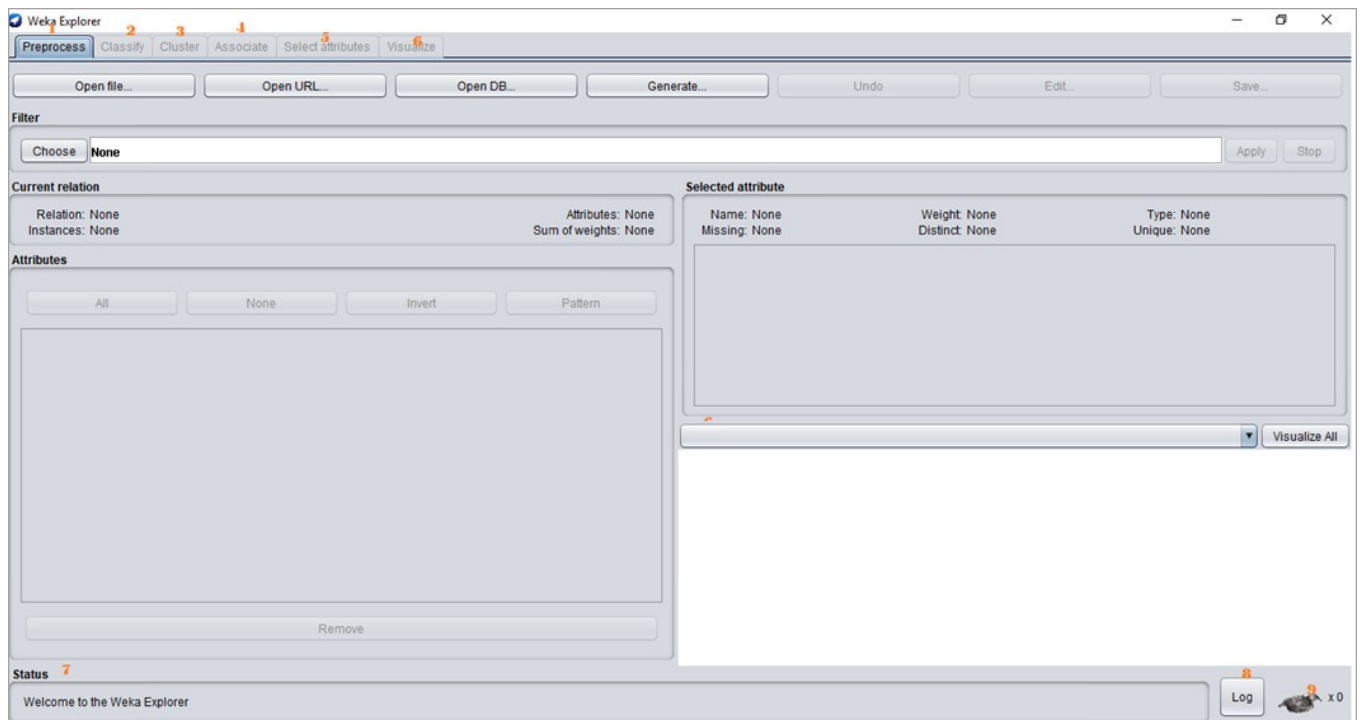 Weka Explorer
1 2 3 4 5 6
Preprocess Classify Cluster Associate Select attributes Visualize
Open file... Open URL... Open DB... Generate... Undo Edit... Save...
Filter
Choose None Apply Stop
Current relation
Relation: None Attributes: None
Instances: None Sum of weights: None
Selected attribute
Name: None Weight: None Type: None
Missing: None Distinct: None Unique: None
Attributes
All None Invert Pattern
Visualize All
Remove
Status 7
Welcome to the Weka Explorer
8
Log
9
x 0